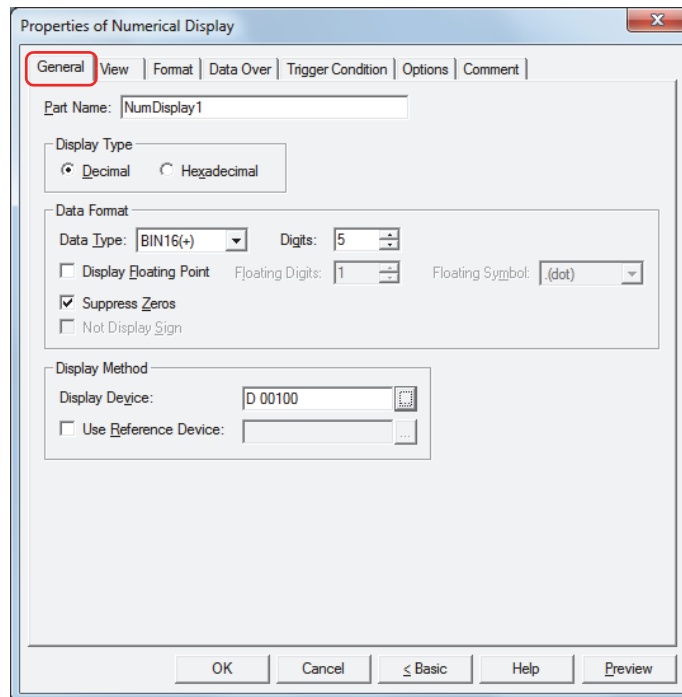 Properties of Numerical Display
General View Format Data Over Trigger Condition Options Comment
Part Name: NumDisplay1
Display Type
Decimal Hexadecimal
Data Format
Data Type: BIN16(+) Digits: 5
Display Floating Point Floating Digits: 1 Floating Symbol: .(dot)
Suppress Zeros
Not Display Sign
Display Method
Display Device: D 00100
Use Reference Device: ...
OK Cancel < Basic Help Preview